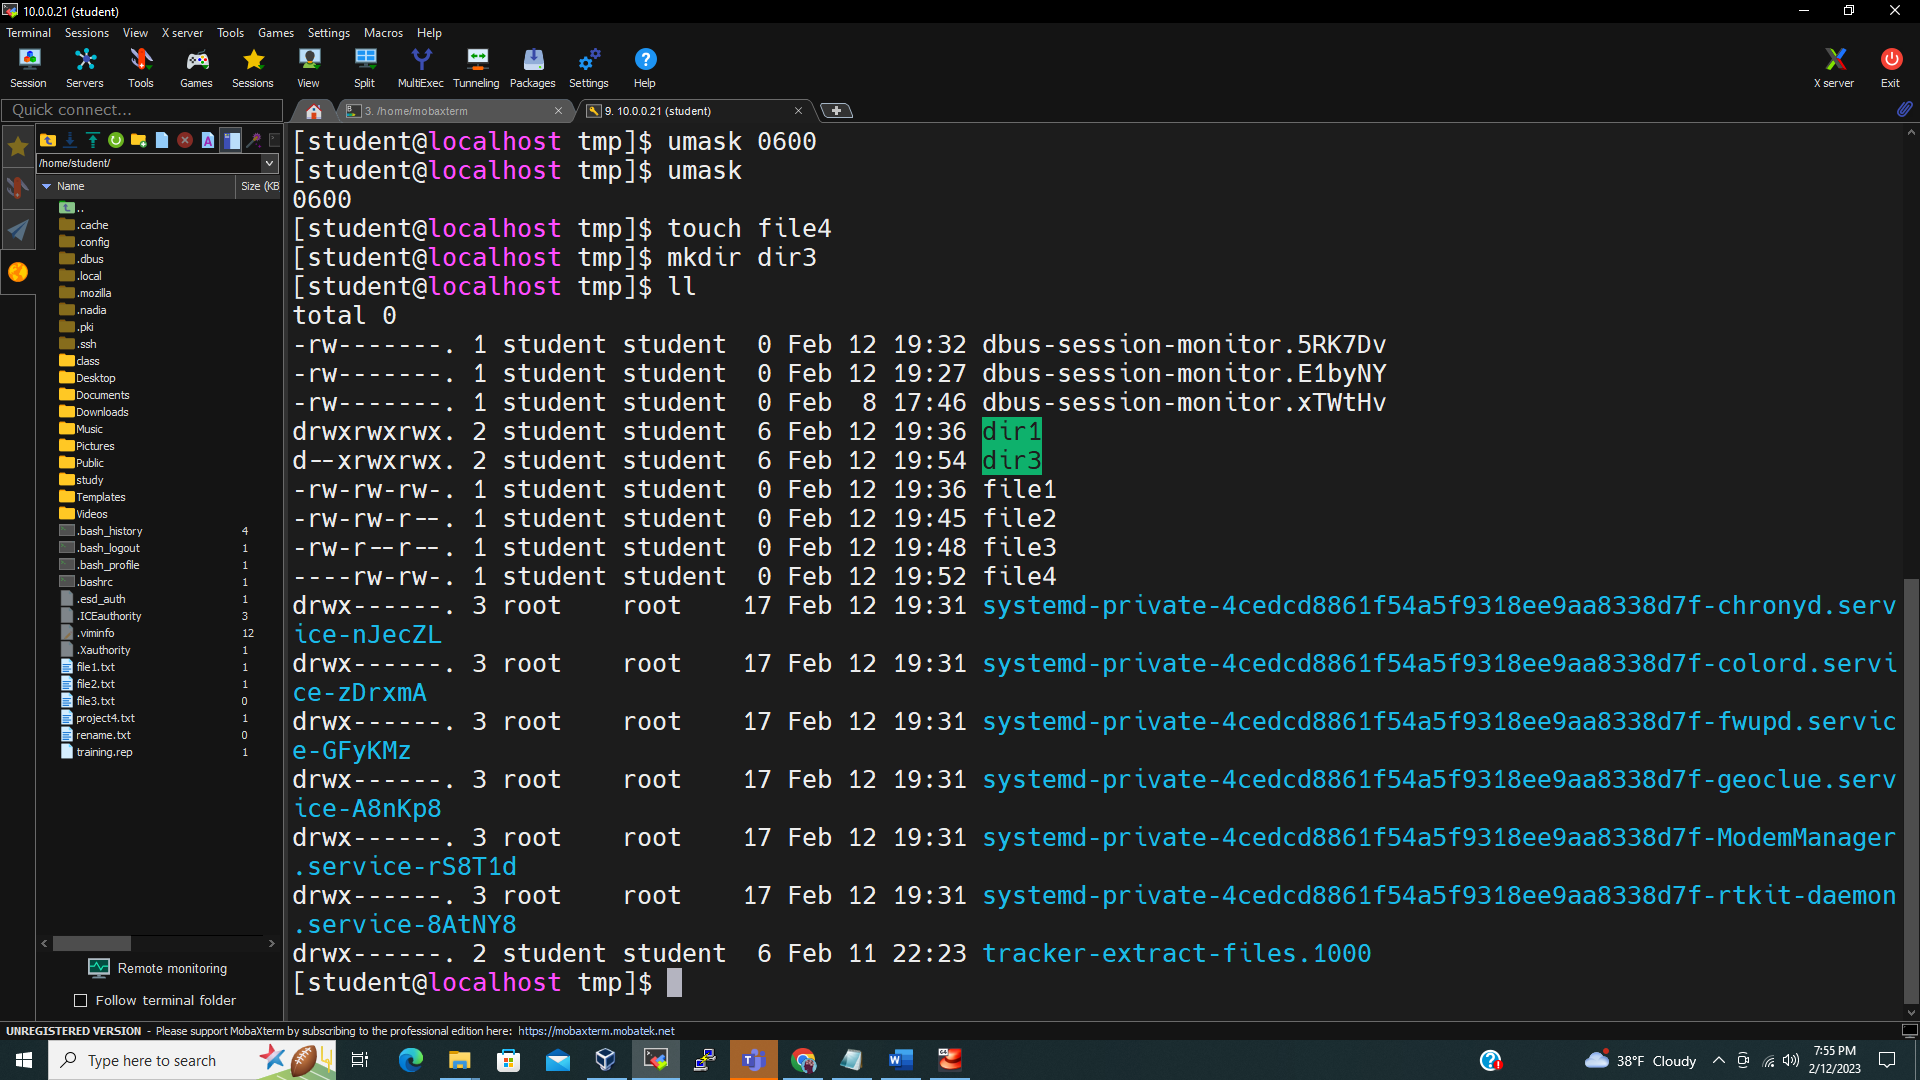 10.0.0.21 (student)
Terminal Sessions View X server Tools Games Settings Macros Help
Session Servers Tools Games Sessions View Split MultiExec Tunneling Packages Settings Help X server Exit
Quick connect...
3. /home/mobaxterm
9. 10.0.0.21 (student)
/home/student/
Name Size (KB
..
.cache
.config
.dbus
.local
.mozilla
.nadia
.pki
.ssh
class
Desktop
Documents
Downloads
Music
Pictures
Public
study
Templates
Videos
.bash_history 4
.bash_logout 1
.bash_profile 1
.bashrc 1
.esd_auth 1
.ICEauthority 3
.viminfo 12
.Xauthority 1
file1.txt 1
file2.txt 1
file3.txt 0
project4.txt 1
rename.txt 0
training.rep 1
Remote monitoring
Follow terminal folder
[student@localhost tmp]$ umask 0600
[student@localhost tmp]$ umask
0600
[student@localhost tmp]$ touch file4
[student@localhost tmp]$ mkdir dir3
[student@localhost tmp]$ ll
total 0
-rw-------. 1 student student  0 Feb 12 19:32 dbus-session-monitor.5RK7Dv
-rw-------. 1 student student  0 Feb 12 19:27 dbus-session-monitor.E1byNY
-rw-------. 1 student student  0 Feb  8 17:46 dbus-session-monitor.xTWtHv
drwxrwxrwx. 2 student student  6 Feb 12 19:36 dir1
d--xrwxrwx. 2 student student  6 Feb 12 19:54 dir3
-rw-rw-rw-. 1 student student  0 Feb 12 19:36 file1
-rw-rw-r--. 1 student student  0 Feb 12 19:45 file2
-rw-r--r--. 1 student student  0 Feb 12 19:48 file3
----rw-rw-. 1 student student  0 Feb 12 19:52 file4
drwx------. 3 root    root    17 Feb 12 19:31 systemd-private-4cedcd8861f54a5f9318ee9aa8338d7f-chronyd.serv
ice-nJecZL
drwx------. 3 root    root    17 Feb 12 19:31 systemd-private-4cedcd8861f54a5f9318ee9aa8338d7f-colord.servi
ce-zDrxmA
drwx------. 3 root    root    17 Feb 12 19:31 systemd-private-4cedcd8861f54a5f9318ee9aa8338d7f-fwupd.servic
e-GFyKMz
drwx------. 3 root    root    17 Feb 12 19:31 systemd-private-4cedcd8861f54a5f9318ee9aa8338d7f-geoclue.serv
ice-A8nKp8
drwx------. 3 root    root    17 Feb 12 19:31 systemd-private-4cedcd8861f54a5f9318ee9aa8338d7f-ModemManager
.service-rS8T1d
drwx------. 3 root    root    17 Feb 12 19:31 systemd-private-4cedcd8861f54a5f9318ee9aa8338d7f-rtkit-daemon
.service-8AtNY8
drwx------. 2 student student  6 Feb 11 22:23 tracker-extract-files.1000
[student@localhost tmp]$
UNREGISTERED VERSION - Please support MobaXterm by subscribing to the professional edition here: https://mobaxterm.mobatek.net
Type here to search
38°F Cloudy
7:55 PM
2/12/2023